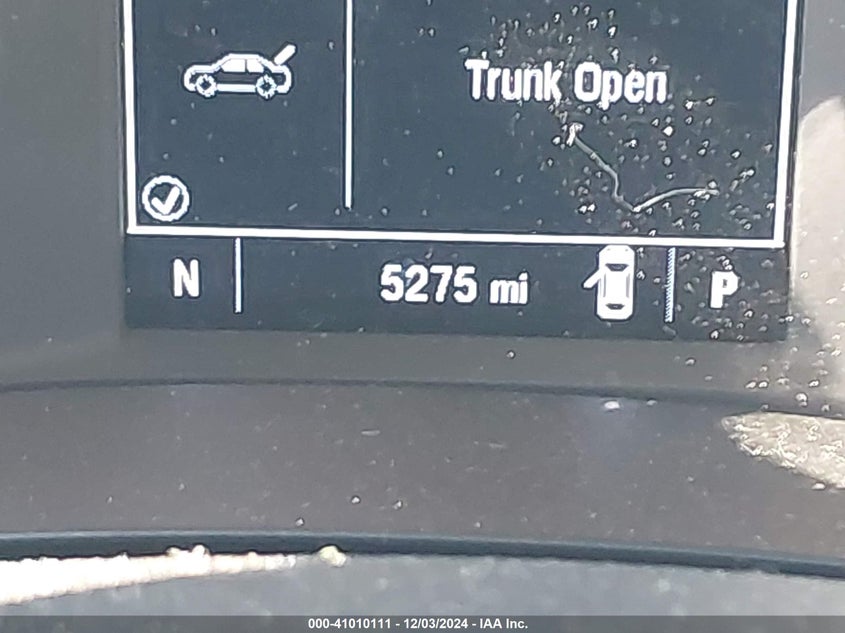 Trunk Open
N 5275 mi P
000-41010111 - 12/03/2024 - IAA Inc.